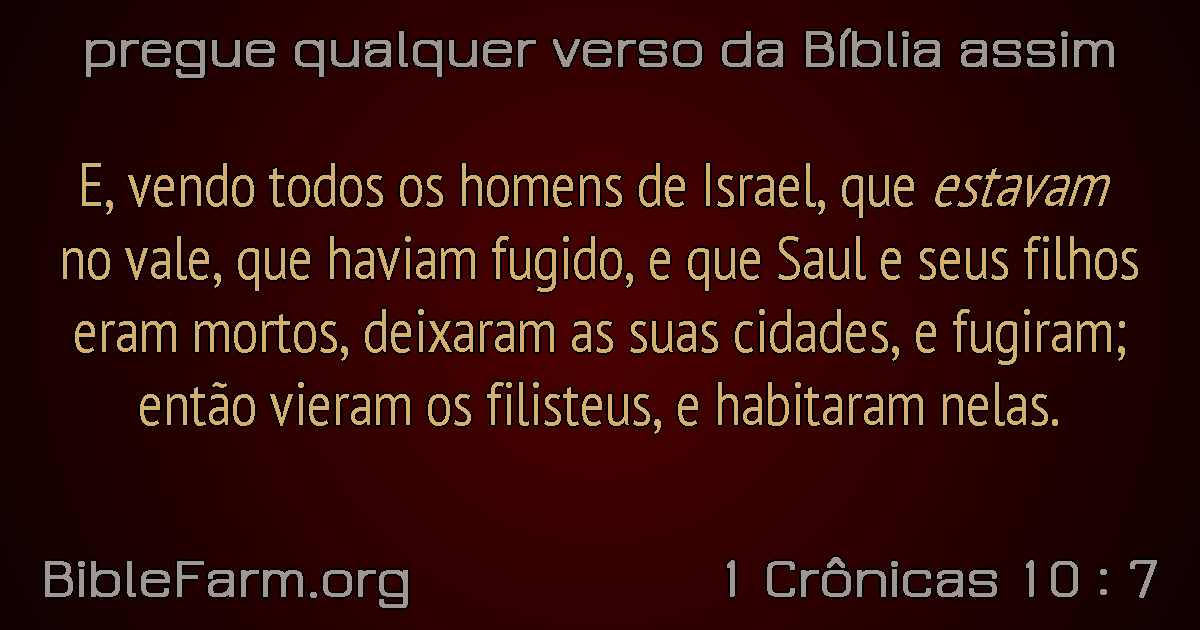 pregue qualquer verso da Bíblia assim
E, vendo todos os homens de Israel, que estavam
no vale, que haviam fugido, e que Saul e seus filhos
eram mortos, deixaram as suas cidades, e fugiram;
então vieram os filisteus, e habitaram nelas.
BibleFarm.org
1 Crônicas 10 : 7